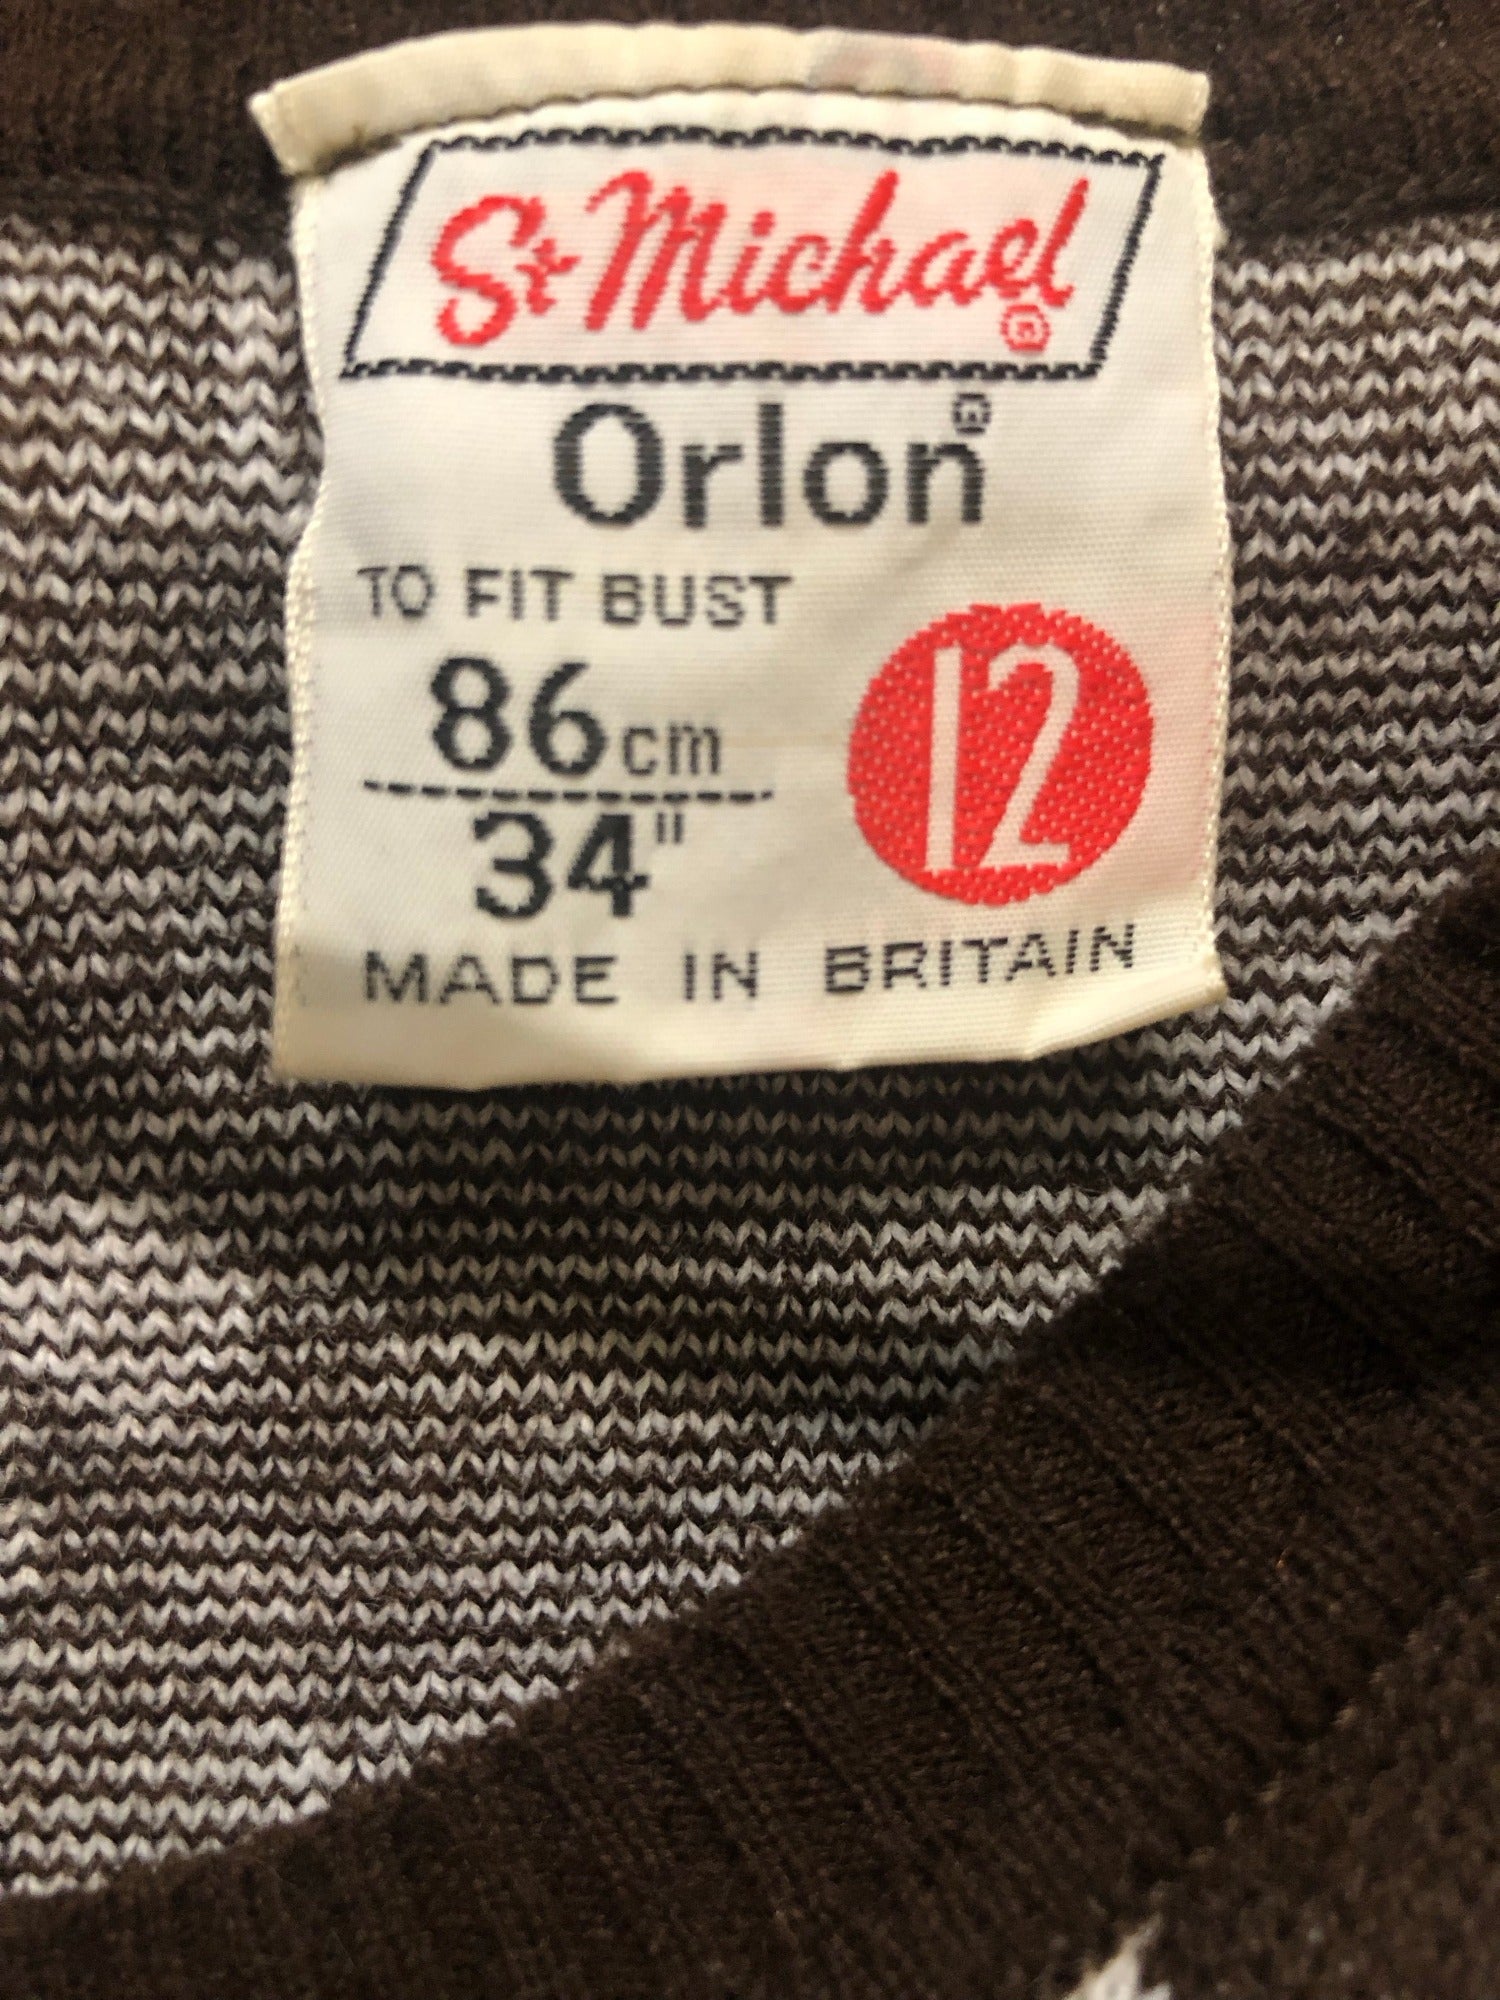 St Michael®
Orlon®
TO FIT BUST
86cm
34"
12
MADE IN BRITAIN